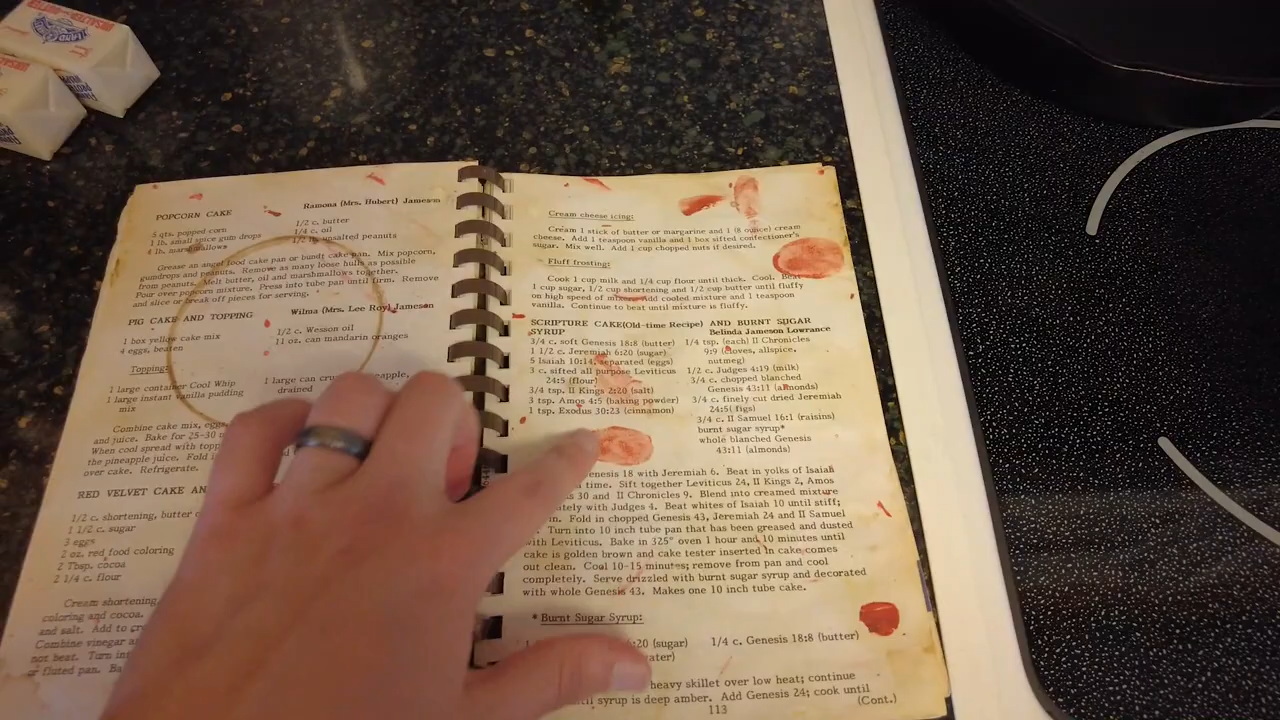 UNSALTED BUTTER
LAND O LAKES
POPCORN CAKE
Ramona (Mrs. Hubert) Jameson
5 qts. popped corn
1 lb. small spice gum drops
1 lb. marshmallows
1/2 c. butter
1/4 c. oil
1/2 lb. unsalted peanuts
Grease an angel food cake pan or bundt cake pan. Mix popcorn,
gumdrops and peanuts. Remove as many loose hulls as possible
from peanuts. Melt butter, oil and marshmallows together.
Pour over popcorn mixture. Press into tube pan until firm. Remove
and slice or break off pieces for serving.
PIG CAKE AND TOPPING
Wilma (Mrs. Lee Roy) Jameson
1 box yellow cake mix
4 eggs, beaten
1/2 c. Wesson oil
11 oz. can mandarin oranges
Topping:
1 large container Cool Whip
1 large instant vanilla pudding
mix
1 large can crushed pineapple,
drained
Combine cake mix, eggs,
and juice. Bake for 25-30
When cool spread with topp
the pineapple juice. Fold
over cake. Refrigerate.
RED VELVET CAKE AN
1/2 c. shortening, butter
1 1/2 c. sugar
3 eggs
2 oz. red food coloring
2 Tbsp. cocoa
2 1/4 c. flour
Cream shortening,
coloring and cocoa.
and salt. Add to
Combine vinegar
not beat. Turn
or fluted pan.
Cream cheese icing:
Cream 1 stick of butter or margarine and 1 (8 ounce) cream
cheese. Add 1 teaspoon vanilla and 1 box sifted confectioner's
sugar. Mix well. Add 1 cup chopped nuts if desired.
Fluff frosting:
Cook 1 cup milk and 1/4 cup flour until thick. Cool. Beat
1 cup sugar, 1/2 cup shortening and 1/2 cup butter until fluffy
on high speed of mixer. Add cooled mixture and 1 teaspoon
vanilla. Continue to beat until mixture is fluffy.
SCRIPTURE CAKE(Old-time Recipe) AND BURNT SUGAR
SYRUP
Belinda Jameson Lowrance
3/4 c. soft Genesis 18:8 (butter)
1 1/2 c. Jeremiah 6:20 (sugar)
5 Isaiah 10:14, separated (eggs)
3 c. sifted all purpose Leviticus
24:5 (flour)
3/4 tsp. II Kings 2:20 (salt)
3 tsp. Amos 4:5 (baking powder)
1 tsp. Exodus 30:23 (cinnamon)
1/4 tsp. (each) II Chronicles
9:9 (cloves, allspice,
nutmeg)
1/2 c. Judges 4:19 (milk)
3/4 c. chopped blanched
Genesis 43:11 (almonds)
3/4 c. finely cut dried Jeremiah
24:5( figs)
3/4 c. II Samuel 16:1 (raisins)
burnt sugar syrup*
whole blanched Genesis
43:11 (almonds)
enesis 18 with Jeremiah 6. Beat in yolks of Isaiah
time. Sift together Leviticus 24, II Kings 2, Amos
30 and II Chronicles 9. Blend into creamed mixture
ately with Judges 4. Beat whites of Isaiah 10 until stiff;
Fold in chopped Genesis 43, Jeremiah 24 and II Samuel
Turn into 10 inch tube pan that has been greased and dusted
with Leviticus. Bake in 325° oven 1 hour and 10 minutes until
cake is golden brown and cake tester inserted in cake comes
out clean. Cool 10-15 minutes; remove from pan and cool
completely. Serve drizzled with burnt sugar syrup and decorated
with whole Genesis 43. Makes one 10 inch tube cake.
* Burnt Sugar Syrup:
1
6:20 (sugar)
water)
1/4 c. Genesis 18:8 (butter)
heavy skillet over low heat; continue
until syrup is deep amber. Add Genesis 24; cook until
(Cont.)
113